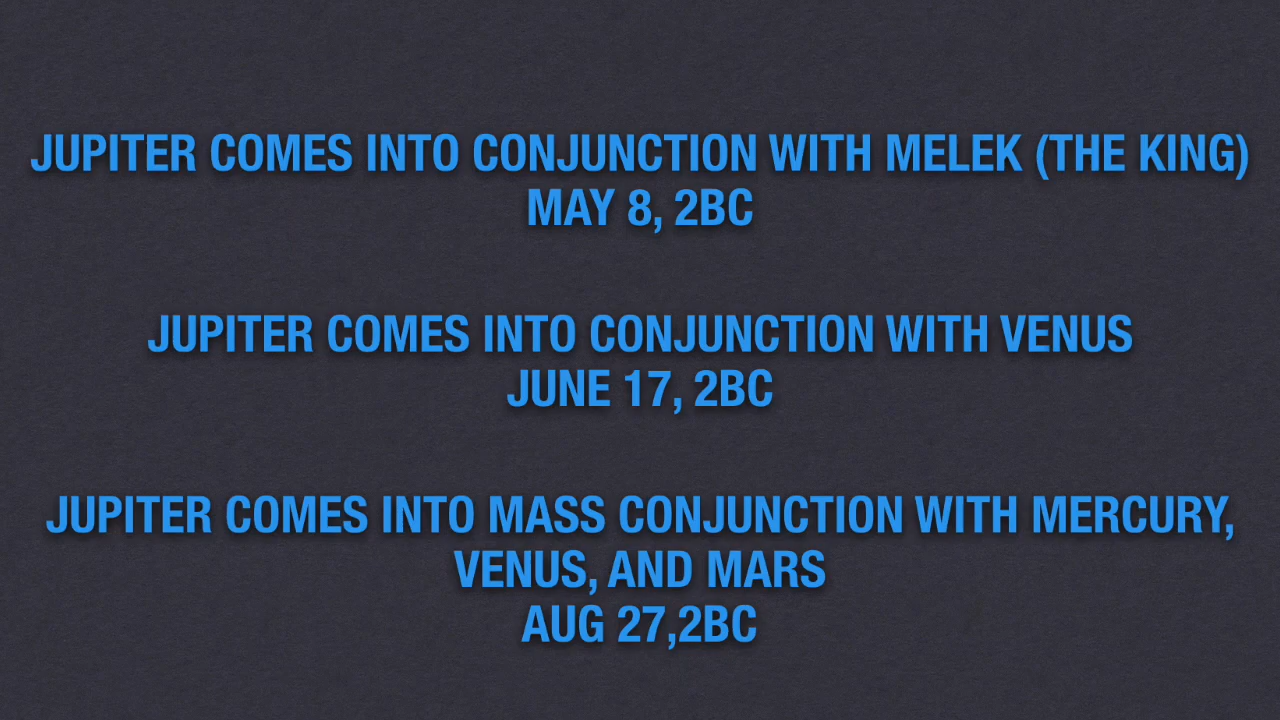 JUPITER COMES INTO CONJUNCTION WITH MELEK (THE KING)
MAY 8, 2BC
JUPITER COMES INTO CONJUNCTION WITH VENUS
JUNE 17, 2BC
JUPITER COMES INTO MASS CONJUNCTION WITH MERCURY,
VENUS, AND MARS
AUG 27,2BC